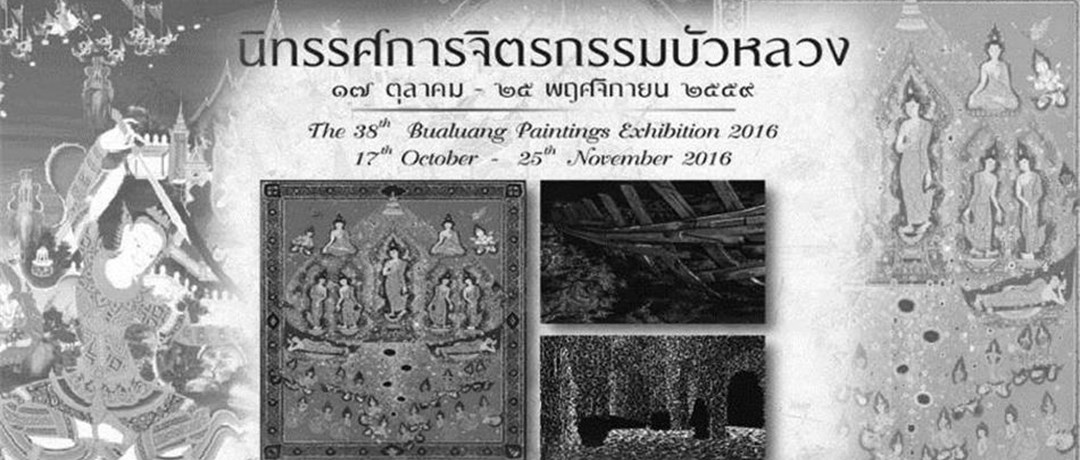 นิทรรศการจิตรกรรมบัวหลวง
๑๗ ตุลาคม - ๒๕ พฤศจิกายน ๒๕๕๙
The 38th Bualuang Paintings Exhibition 2016
17th October - 25th November 2016